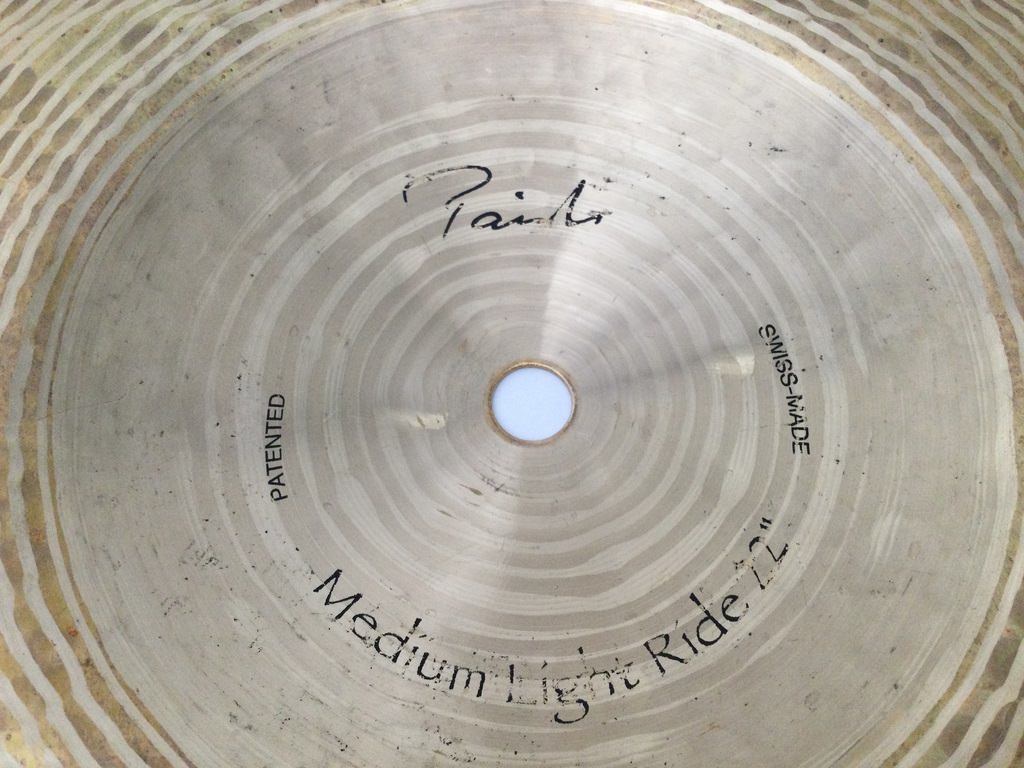 Paiste
PATENTED
SWISS-MADE
Medium Light Ride 22"